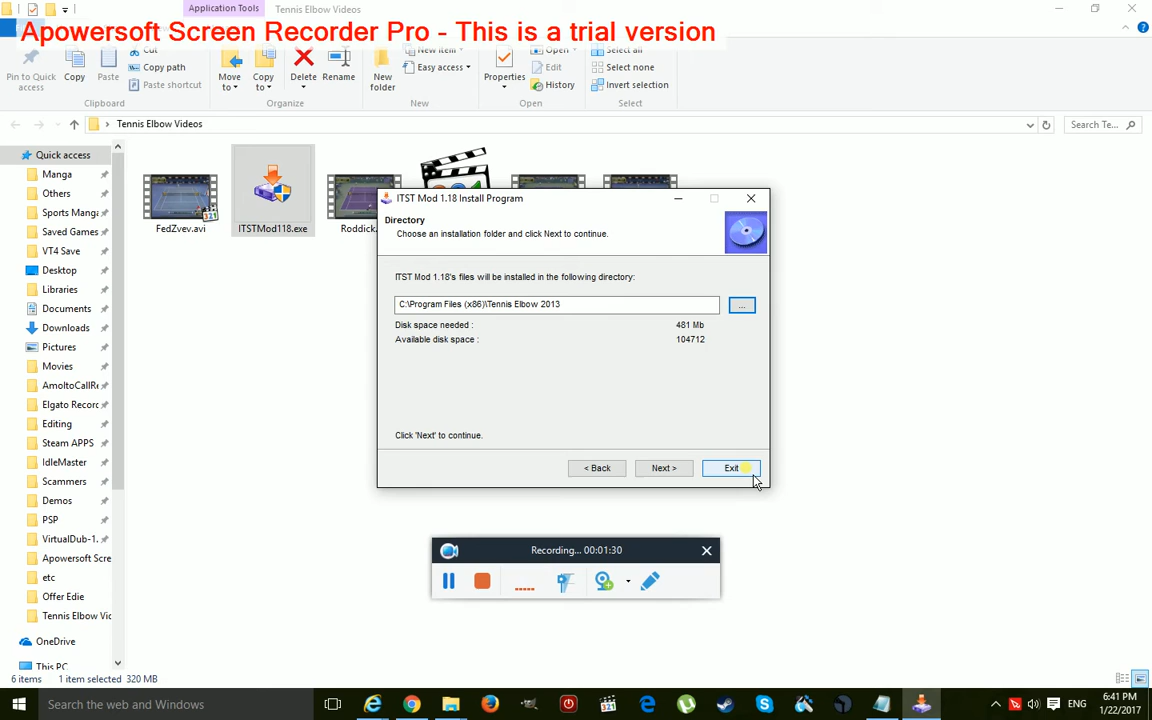 Application Tools
Tennis Elbow Videos
Apowersoft Screen Recorder Pro - This is a trial version
Cut
Open
Select all
Pin to Quick
access
Copy
Paste
Copy path
Paste shortcut
Move
to
Copy
to
Delete
Rename
New
folder
Easy access
Properties
Edit
History
Select none
Invert selection
Clipboard
Organize
New
Open
Select
Tennis Elbow Videos
Search Te...
Quick access
Manga
Others
Sports Manga
Saved Games
VT4 Save
Desktop
Libraries
Documents
Downloads
Pictures
Movies
AmoltoCallRe
Elgato Record
Editing
Steam APPS
IdleMaster
Scammers
Demos
PSP
VirtualDub-1.
Apowersoft Scre
etc
Offer Edie
Tennis Elbow Vic
OneDrive
This PC
FedZvev.avi
321
ITSTMod118.exe
Roddick.
ITST Mod 1.18 Install Program
Directory
Choose an installation folder and click Next to continue.
ITST Mod 1.18's files will be installed in the following directory:
C:\Program Files (x86)\Tennis Elbow 2013
...
Disk space needed : 481 Mb
Available disk space : 104712
Click 'Next' to continue.
< Back
Next >
Exit
Recording... 00:01:30
6 items 1 item selected 320 MB
Search the web and Windows
321
ENG
6:41 PM
1/22/2017